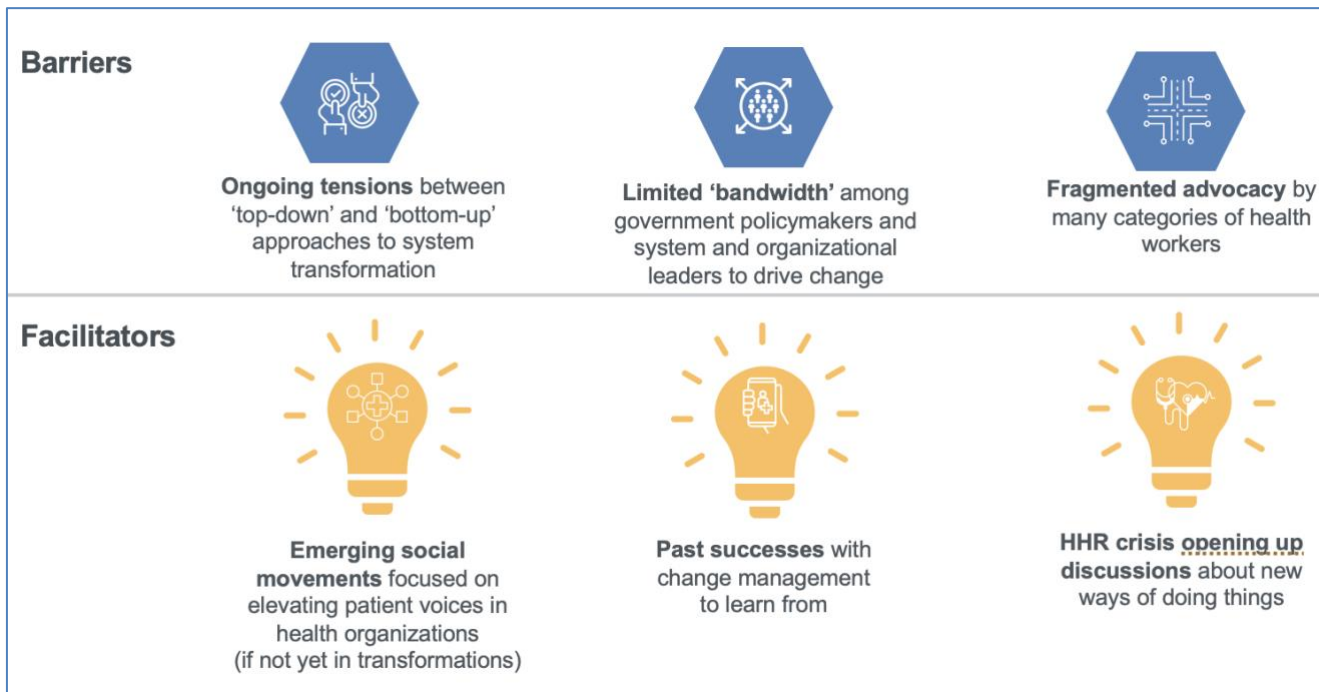 Barriers
Ongoing tensions between
‘top-down’ and ‘bottom-up’
approaches to system
transformation
Limited ‘bandwidth’ among
government policymakers and
system and organizational
leaders to drive change
Fragmented advocacy by
many categories of health
workers
Facilitators
Emerging social
movements focused on
elevating patient voices in
health organizations
(if not yet in transformations)
Past successes with
change management
to learn from
HHR crisis opening up
discussions about new
ways of doing things